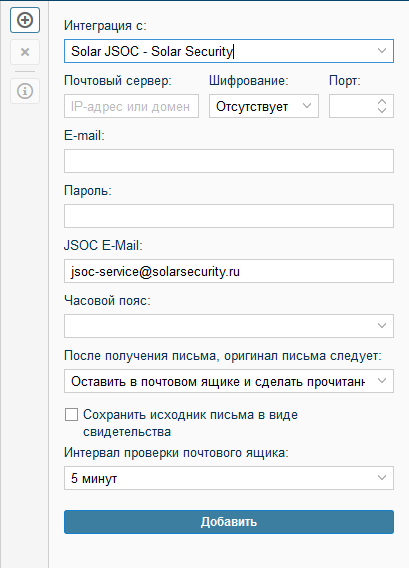 Интеграция с:
Solar JSOC - Solar Security
Почтовый сервер: Шифрование: Порт:
IP-адрес или домен Отсутствует
E-mail:
Пароль:
JSOC E-Mail:
jsoc-service@solarsecurity.ru
Часовой пояс:
После получения письма, оригинал письма следует:
Оставить в почтовом ящике и сделать прочитанн
Сохранить исходник письма в виде
свидетельства
Интервал проверки почтового ящика:
5 минут
Добавить